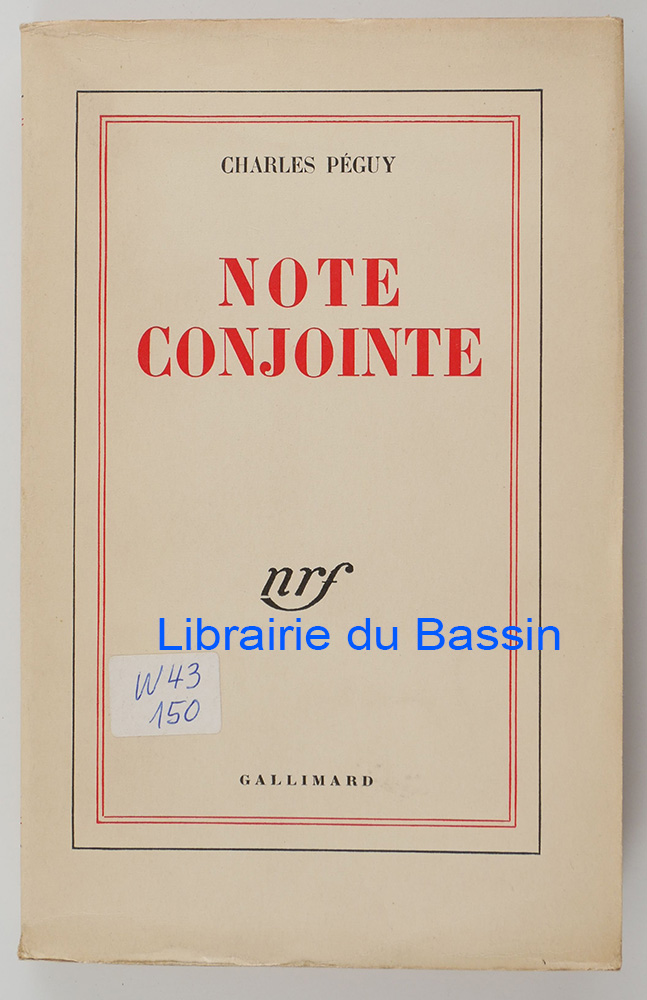 CHARLES PÉGUY
NOTE
CONJOINTE
nrf
Librairie du Bassin
W43
150
GALLIMARD